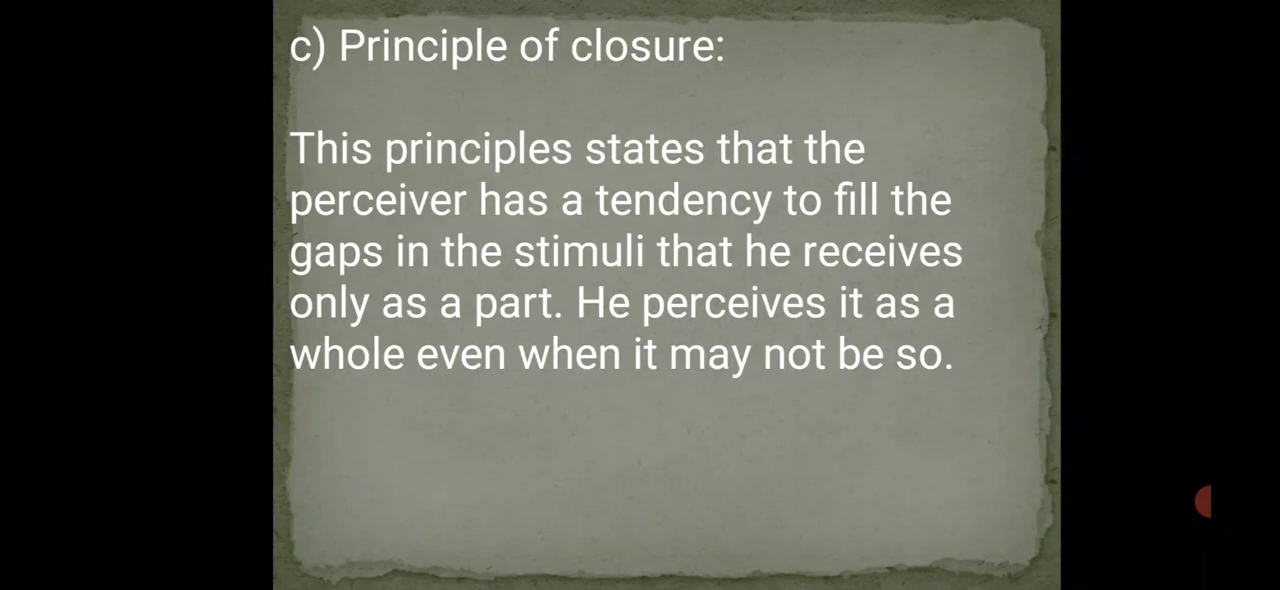 c) Principle of closure:
This principles states that the
perceiver has a tendency to fill the
gaps in the stimuli that he receives
only as a part. He perceives it as a
whole even when it may not be so.